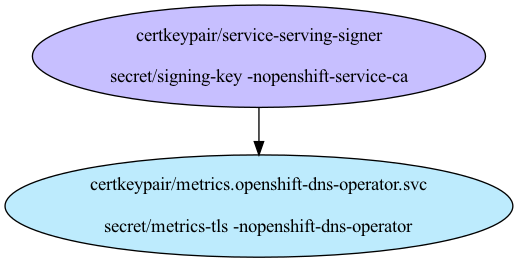 certkeypair/service-serving-signer
secret/signing-key -nopenshift-service-ca
certkeypair/metrics.openshift-dns-operator.svc
secret/metrics-tls -nopenshift-dns-operator